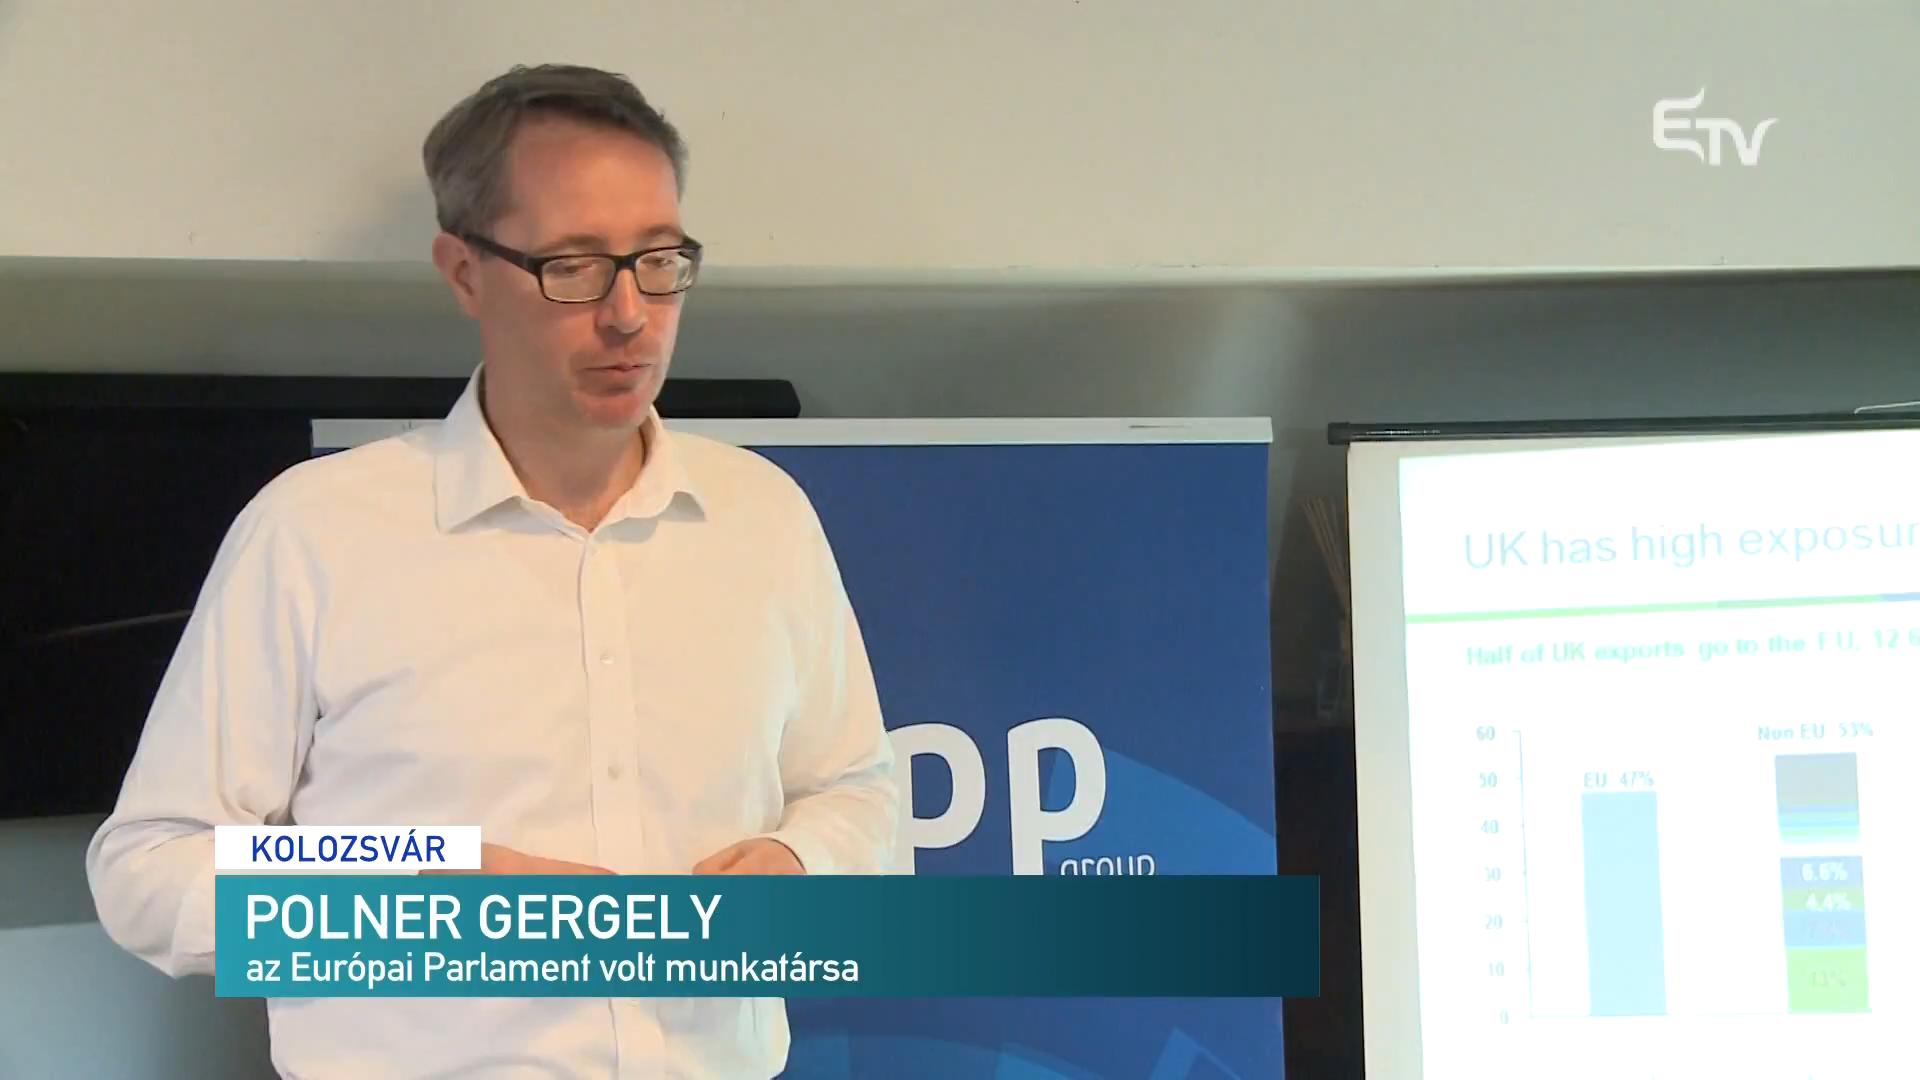 ETV
UK has high
Half of UK exports go to the EU, 12 6
60
50
40
30
20
10
0
EU 47%
Non EU 53%
6.6%
4.4%
pp
group
KOLOZSVÁR
POLNER GERGELY
az Európai Parlament volt munkatársa